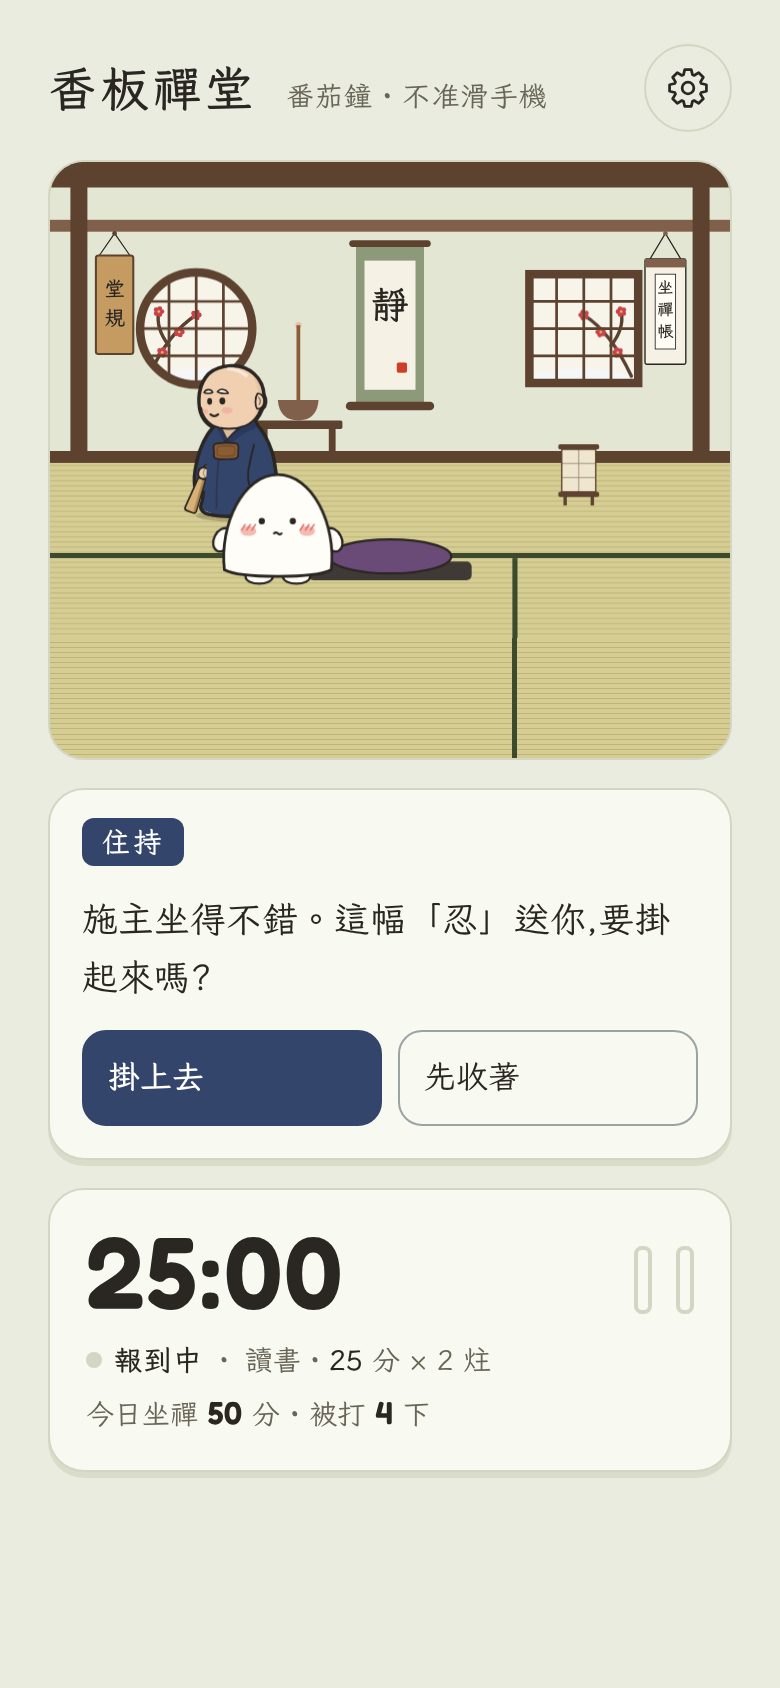 香板禪堂 番茄鐘・不准滑手機
堂規
靜
坐禪帳
住持
施主坐得不錯。這幅「忍」送你,要掛
起來嗎?
掛上去
先收著
25:00
報到中 · 讀書・25 分 × 2 炷
今日坐禪 50 分・被打 4 下